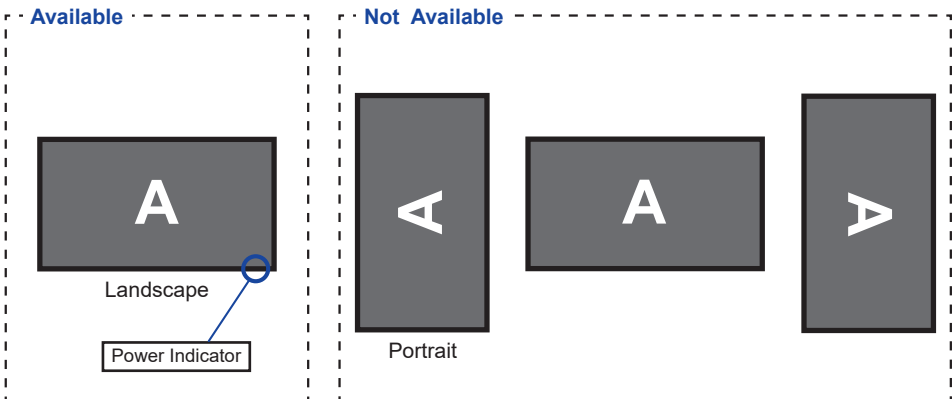 Available
Not Available
A
A
A
A
Landscape
Power Indicator
Portrait